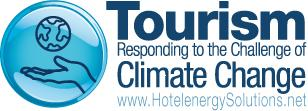 Tourism
Responding to the Challenge of
Climate Change
www.HotelenergySolutions.net